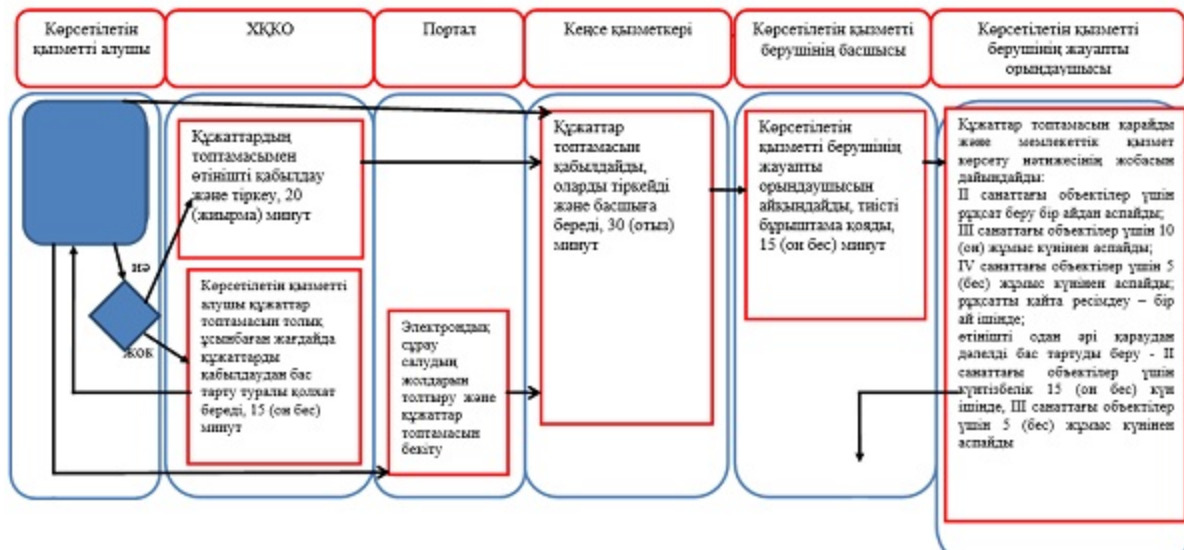 Көрсетілетін
қызметті алушы
ХҚКО
Портал
Кеңсе қызметкері
Көрсетілетін қызметті
берушінің басшысы
Көрсетілетін қызметті
берушінің жауапты
орындаушысы
Құжаттардың
топтамасымен
өтінішті қабылдау
және тіркеу, 20
(жиырма) минут
иә
жоқ
Көрсетілетін қызметті
алушы құжаттар
топтамасын толық
ұсынбаған жағдайда
құжаттарды
қабылдаудан бас
тарту туралы қолхат
береді, 15 (он бес)
минут
Электрондық
сұрау
салудың
жолдарын
толтыру және
құжаттар
топтамасын
бекіту
Құжаттар
топтамасын
қабылдайды,
оларды тіркейді
және басшыға
береді, 30 (отыз)
минут
Көрсетілетін
қызметті берушінің
жауапты
орындаушысын
айқындайды, тиісті
бұрыштама қояды,
15 (он бес) минут
Құжаттар топтамасын қарайды
және мемлекеттік қызмет
көрсету нәтижесінің жобасын
дайындайды:
II санаттағы объектілер үшін
рұқсат беру бір айдан аспайды;
III санаттағы объектілер үшін 10
(он) жұмыс күнінен аспайды;
IV санаттағы объектілер үшін 5
(бес) жұмыс күнінен аспайды;
рұқсатты қайта ресімдеу – бір
ай ішінде;
өтінішті одан әрі қараудан
дәлелді бас тартуды беру - II
санаттағы объектілер үшін
күнтізбелік 15 (он бес) күн
ішінде, III санаттағы объектілер
үшін 5 (бес) жұмыс күнінен
аспайды